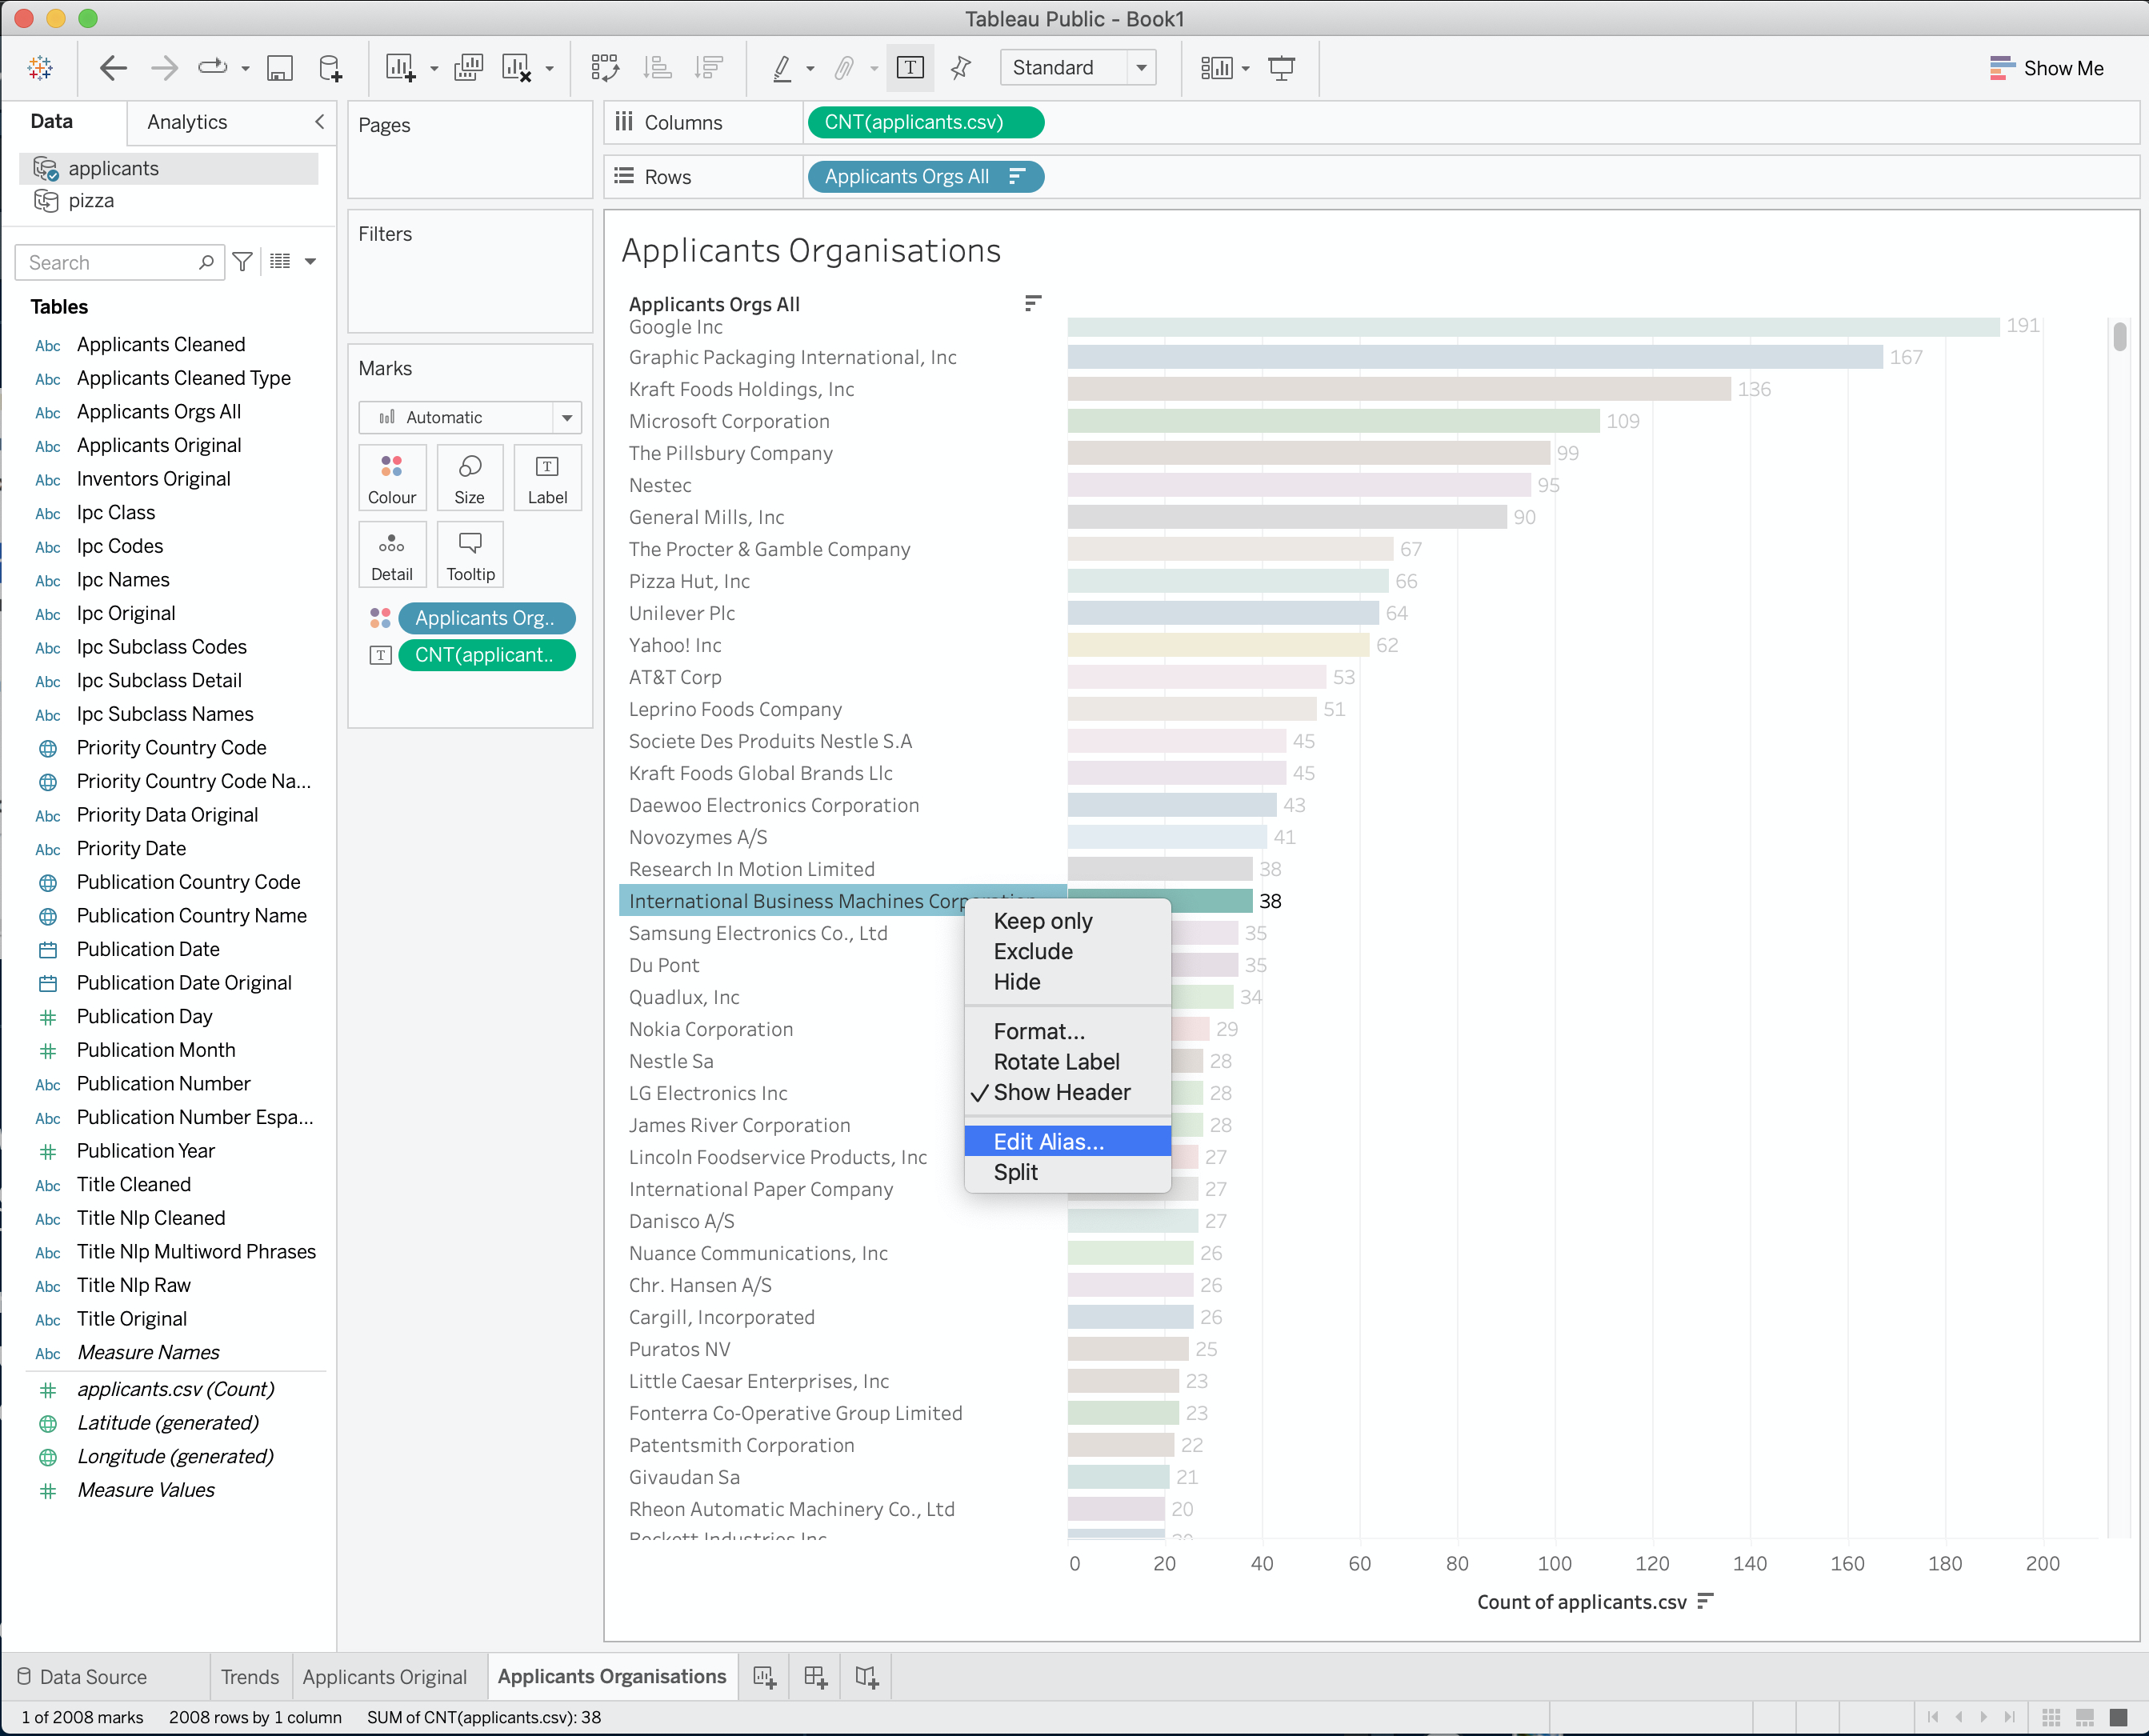 Tableau Public - Book1
Standard
Show Me
Data
Analytics
applicants
pizza
Search
Tables
Abc Applicants Cleaned
Abc Applicants Cleaned Type
Abc Applicants Orgs All
Abc Applicants Original
Abc Inventors Original
Abc Ipc Class
Abc Ipc Codes
Abc Ipc Names
Abc Ipc Original
Abc Ipc Subclass Codes
Abc Ipc Subclass Detail
Abc Ipc Subclass Names
Priority Country Code
Priority Country Code Na...
Abc Priority Data Original
Abc Priority Date
Publication Country Code
Publication Country Name
Publication Date
Publication Date Original
# Publication Day
# Publication Month
Abc Publication Number
Abc Publication Number Espa...
# Publication Year
Abc Title Cleaned
Abc Title Nlp Cleaned
Abc Title Nlp Multiword Phrases
Abc Title Nlp Raw
Abc Title Original
Abc Measure Names
# applicants.csv (Count)
Latitude (generated)
Longitude (generated)
# Measure Values
Pages
Filters
Marks
Automatic
Colour
Size
T Label
Detail
Tooltip
Applicants Org..
T CNT(applicant..
Columns
CNT(applicants.csv)
Rows
Applicants Orgs All
Applicants Organisations
Applicants Orgs All
Google Inc 191
Graphic Packaging International, Inc 167
Kraft Foods Holdings, Inc 136
Microsoft Corporation 109
The Pillsbury Company 99
Nestec 95
General Mills, Inc 90
The Procter & Gamble Company 67
Pizza Hut, Inc 66
Unilever Plc 64
Yahoo! Inc 62
AT&T Corp 53
Leprino Foods Company 51
Societe Des Produits Nestle S.A 45
Kraft Foods Global Brands Llc 45
Daewoo Electronics Corporation 43
Novozymes A/S 41
Research In Motion Limited 38
International Business Machines Corporation 38
Samsung Electronics Co., Ltd 35
Du Pont 35
Quadlux, Inc 34
Nokia Corporation 29
Nestle Sa 28
LG Electronics Inc 28
James River Corporation 28
Lincoln Foodservice Products, Inc 27
International Paper Company 27
Danisco A/S 27
Nuance Communications, Inc 26
Chr. Hansen A/S 26
Cargill, Incorporated 26
Puratos NV 25
Little Caesar Enterprises, Inc 23
Fonterra Co-Operative Group Limited 23
Patentsmith Corporation 22
Givaudan Sa 21
Rheon Automatic Machinery Co., Ltd 20
Keep only
Exclude
Hide
Format...
Rotate Label
Show Header
Edit Alias...
Split
0 20 40 60 80 100 120 140 160 180 200
Count of applicants.csv
Data Source
Trends
Applicants Original
Applicants Organisations
1 of 2008 marks 2008 rows by 1 column SUM of CNT(applicants.csv): 38